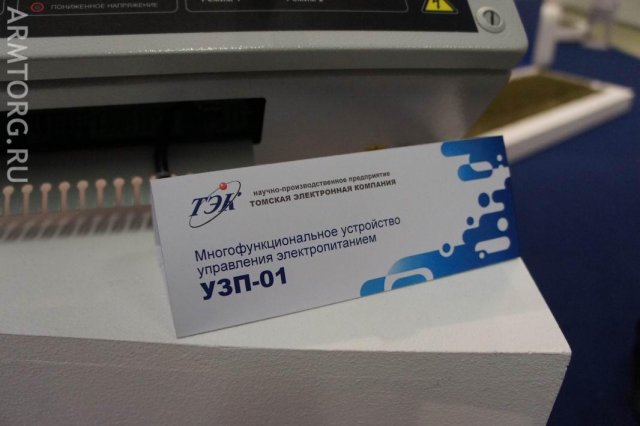 ПОНИЖЕННОЕ НАПРЯЖЕНИЕ
ARMTORG.RU
ТЭК
научно-производственное предприятие
ТОМСКАЯ ЭЛЕКТРОННАЯ КОМПАНИЯ
Многофункциональное устройство
управления электропитанием
УЗП-01